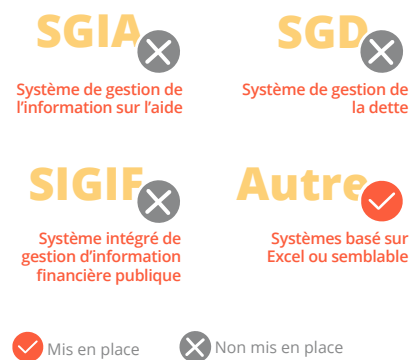 SGIA
Système de gestion de
l'information sur l'aide
SGD
Système de gestion de
la dette
SIGIF
Système intégré de
gestion d'information
financière publique
Autre
Systèmes basé sur
Excel ou semblable
Mis en place
Non mis en place